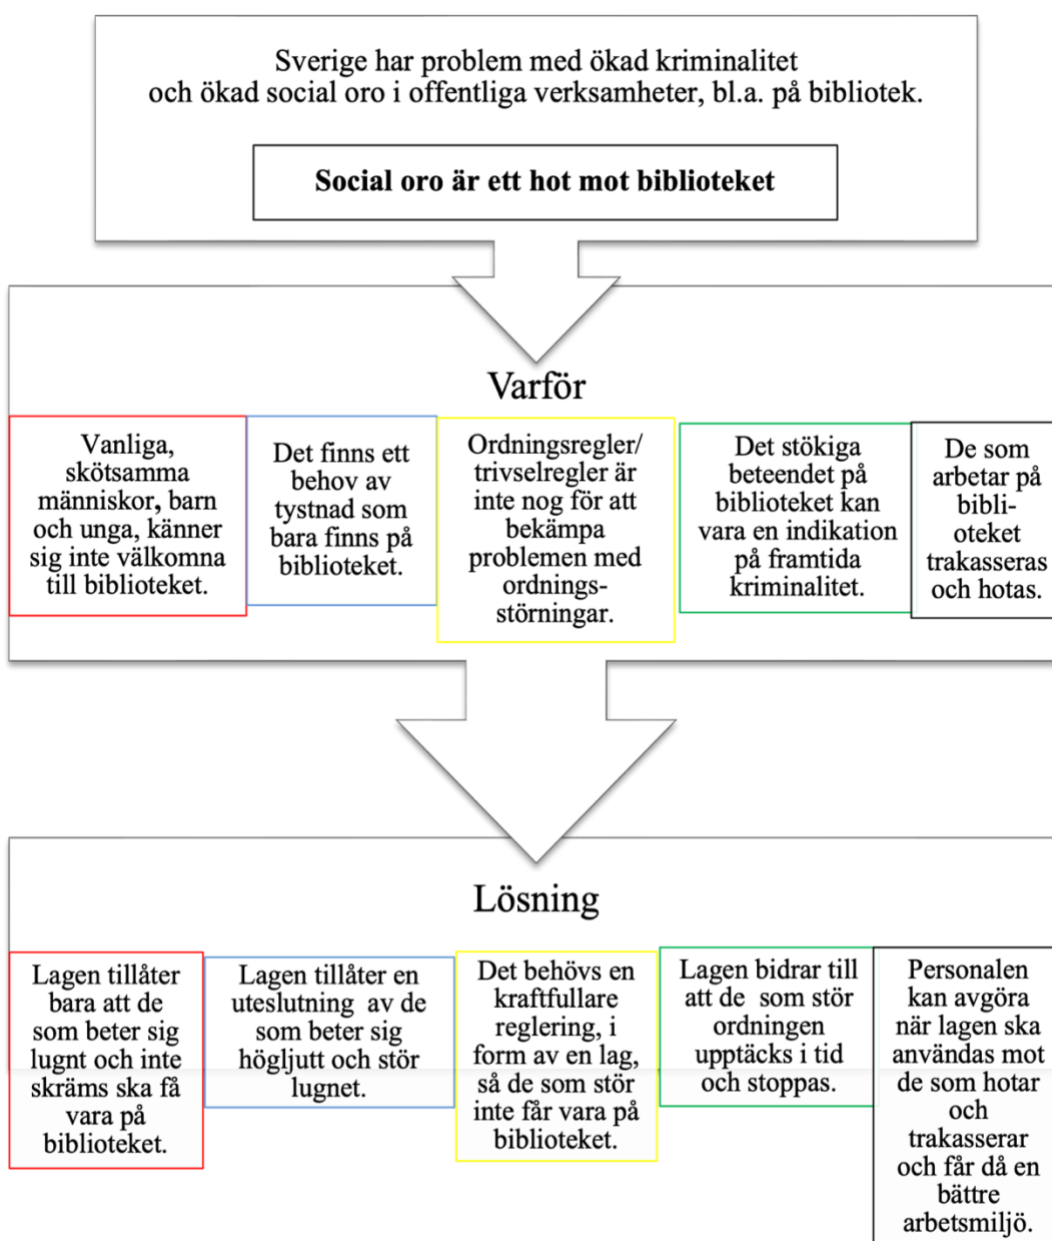 Sverige har problem med ökad kriminalitet
och ökad social oro i offentliga verksamheter, bl.a. på bibliotek.
Social oro är ett hot mot biblioteket
Varför
Vanliga,
skötsamma
människor, barn
och unga, känner
sig inte välkomna
till biblioteket.
Det finns ett
behov av
tystnad som
bara finns på
biblioteket.
Ordningsregler/
trivselregler är
inte nog för att
bekämpa
problemen med
ordnings-
störningar.
Det stökiga
beteendet på
biblioteket kan
vara en indikation
på framtida
kriminalitet.
De som
arbetar på
bibli-
oteket
trakasseras
och hotas.
Lösning
Lagen tillåter
bara att de
som beter sig
lugnt och inte
skräms ska få
vara på
biblioteket.
Lagen tillåter en
uteslutning av de
som beter sig
högljutt och stör
lugnet.
Det behövs en
kraftfullare
reglering, i
form av en lag,
så de som stör
inte får vara på
biblioteket.
Lagen bidrar till
att de som stör
ordningen
upptäcks i tid
och stoppas.
Personalen
kan avgöra
när lagen ska
användas mot
de som hotar
och
trakasserar
och får då en
bättre
arbetsmiljö.